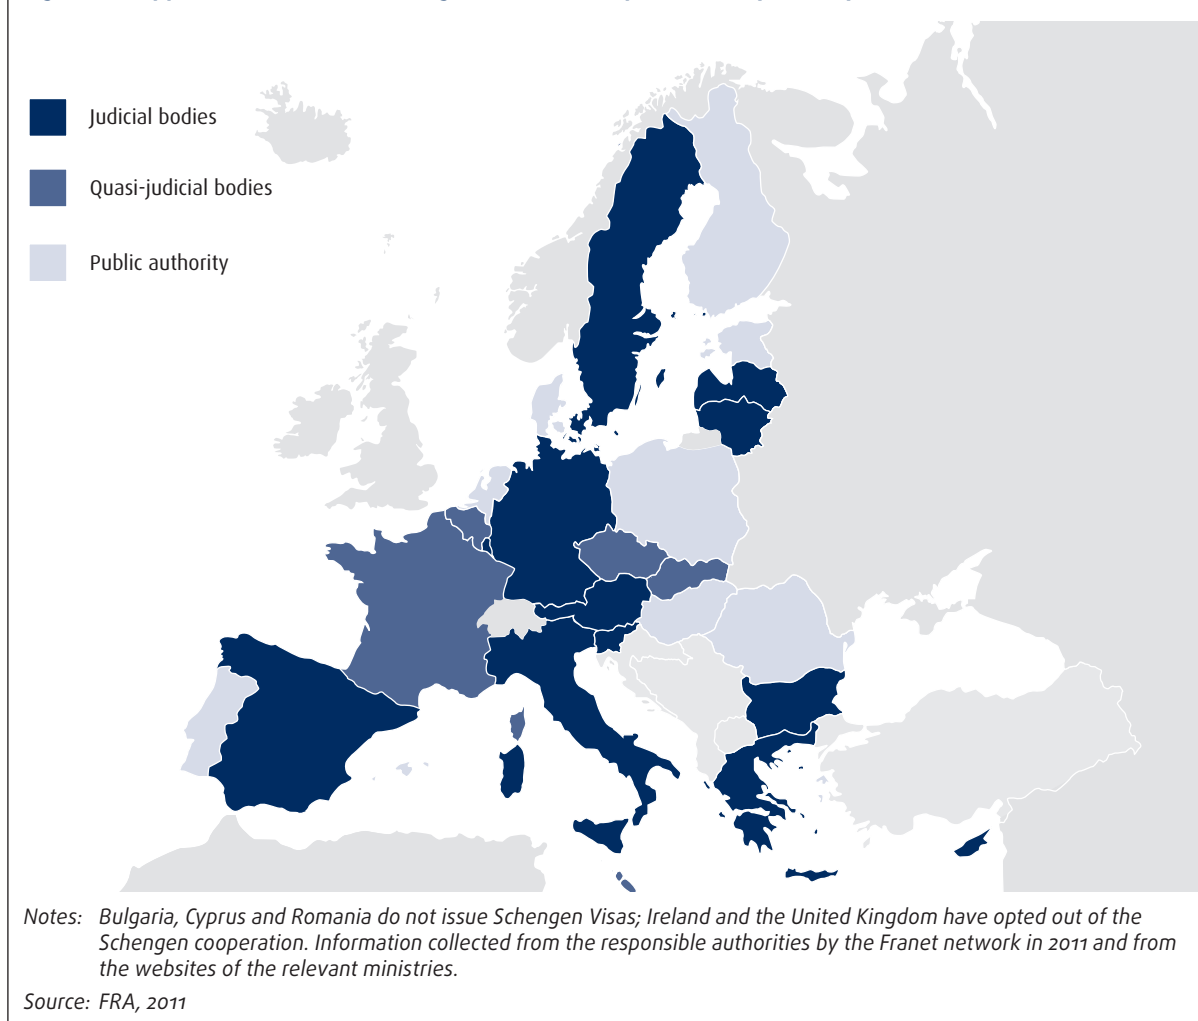 Judicial bodies
Quasi-judicial bodies
Public authority
Notes: Bulgaria, Cyprus and Romania do not issue Schengen Visas; Ireland and the United Kingdom have opted out of the
Schengen cooperation. Information collected from the responsible authorities by the Franet network in 2011 and from
the websites of the relevant ministries.
Source: FRA, 2011